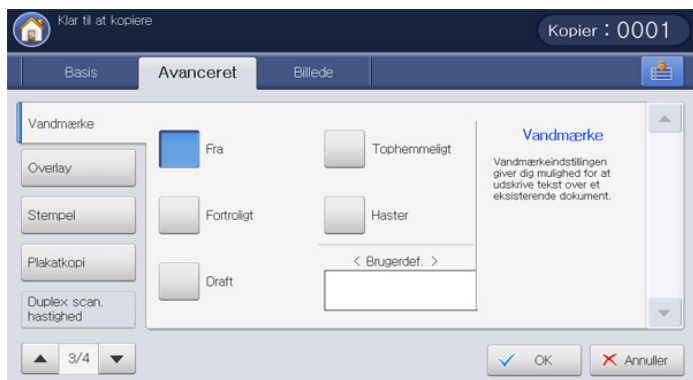 Klar til at kopiere
Kopier : 0001
Basis
Avanceret
Billede
Vandmærke
Overlay
Stempel
Plakatkopi
Duplex scan.
hastighed
3/4
Fra
Tophemmeligt
Fortroligt
Haster
Draft
< Brugerdef. >
Vandmærke
Vandmærkeindstillingen
giver dig mulighed for at
udskrive tekst over et
eksisterende dokument.
OK
Annuller